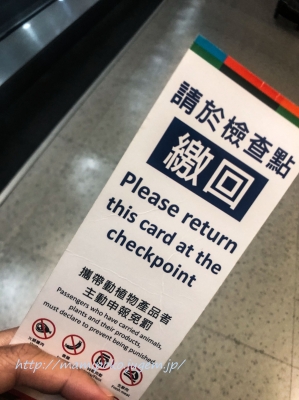 請於檢查點
繳回
Please return
this card at the
checkpoint
攜帶動植物產品者
主動申報免罰
Passengers who have carried animals,
plants and their products,
must declare to prevent being punished.